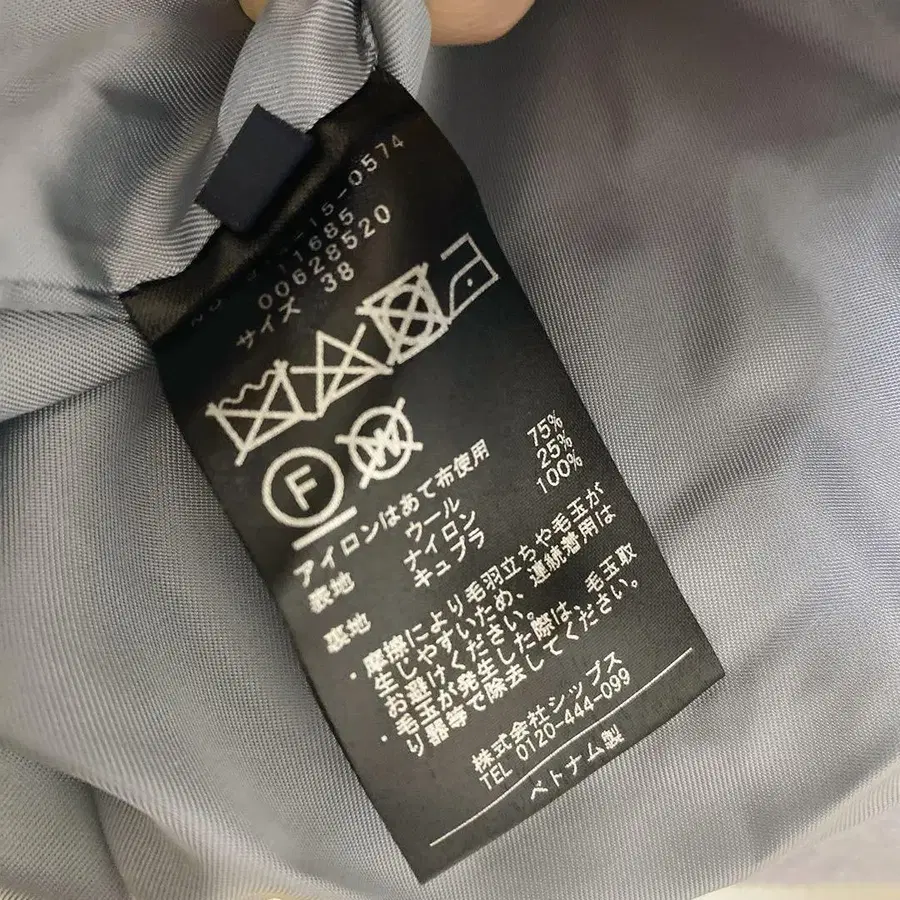 15-0574
11685
00628520
サイズ 38
F
W
アイロンはあて布使用
表地 ウール 75%
ナイロン 25%
裏地 キュプラ 100%
・摩擦により毛羽立ちや毛玉が
生じやすいため、連続着用は
お避けください。
・毛玉が発生した際は、毛玉取
り器等で除去してください。
株式会社シップス
TEL 0120-444-099
ベトナム製